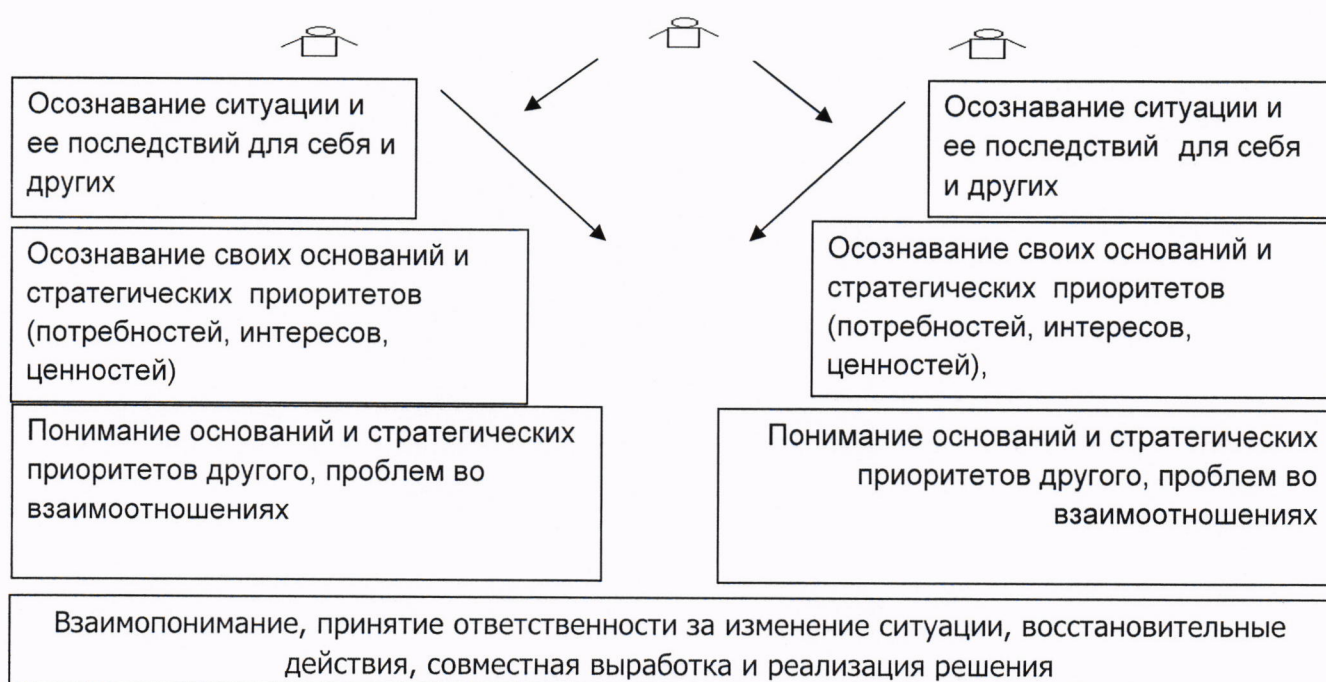 Осознавание ситуации и
ее последствий для себя и
других
Осознавание ситуации и
ее последствий для себя
и других
Осознавание своих оснований и
стратегических приоритетов
(потребностей, интересов,
ценностей)
Осознавание своих оснований и
стратегических приоритетов
(потребностей, интересов,
ценностей),
Понимание оснований и стратегических
приоритетов другого, проблем во
взаимоотношениях
Понимание оснований и стратегических
приоритетов другого, проблем во
взаимоотношениях
Взаимопонимание, принятие ответственности за изменение ситуации, восстановительные
действия, совместная выработка и реализация решения